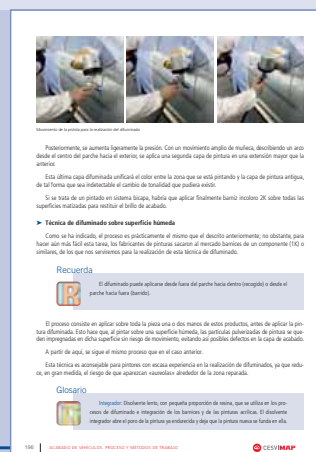 Movimiento de la pistola para la realización del difuminado.
Posteriormente, se aumenta ligeramente la presión. Con un movimiento amplio de muñeca, describiendo un arco
desde el centro del parche hacia el exterior, se aplica una segunda capa de pintura en una extensión mayor que la
anterior.
Esta última capa difuminada unificará el color entre la zona que se está pintando y la capa de pintura antigua,
de tal forma que sea indetectable el cambio de tonalidad que pudiera existir.
Si se trata de un pintado en sistema bicapa, habría que aplicar finalmente barniz incoloro 2K sobre todas las
superficies matizadas para restituir el brillo de acabado.
➤ Técnica de difuminado sobre superficie húmeda
Como se ha indicado, el proceso es prácticamente el mismo que el descrito anteriormente; no obstante, para
hacer aún más fácil esta tarea, los fabricantes de pinturas sacaron al mercado barnices de un componente (1K) o
similares, de los que nos servimos para la realización de esta técnica de difuminado.
Recuerda
El difuminado puede aplicarse desde fuera del parche hacia dentro (recogido) o desde el
parche hacia fuera (barrido).
El proceso consiste en aplicar sobre toda la pieza una o dos manos de estos productos, antes de aplicar la pin-
tura difuminada. Esto hace que, al pintar sobre una superficie húmeda, las partículas pulverizadas de pintura se que-
den impregnadas en dicha superficie sin riesgo de movimiento, evitando así posibles defectos en la capa de acabado.
A partir de aquí, se sigue el mismo proceso que en el caso anterior.
Esta técnica es aconsejable para pintores con escasa experiencia en la realización de difuminados, ya que redu-
ce, en gran medida, el riesgo de que aparezcan «aureolas» alrededor de la zona reparada.
Glosario
Integrador: Disolvente lento, con pequeña proporción de resina, que se utiliza en los pro-
cesos de difuminado e integración de los barnices y de las pinturas acrílicas. El disolvente
integrador abre el poro de la pintura ya endurecida y deja que la pintura nueva se funda en ella.
196
ACABADO DE VEHÍCULOS. PROCESO Y MÉTODOS DE TRABAJO
CESVIMAP